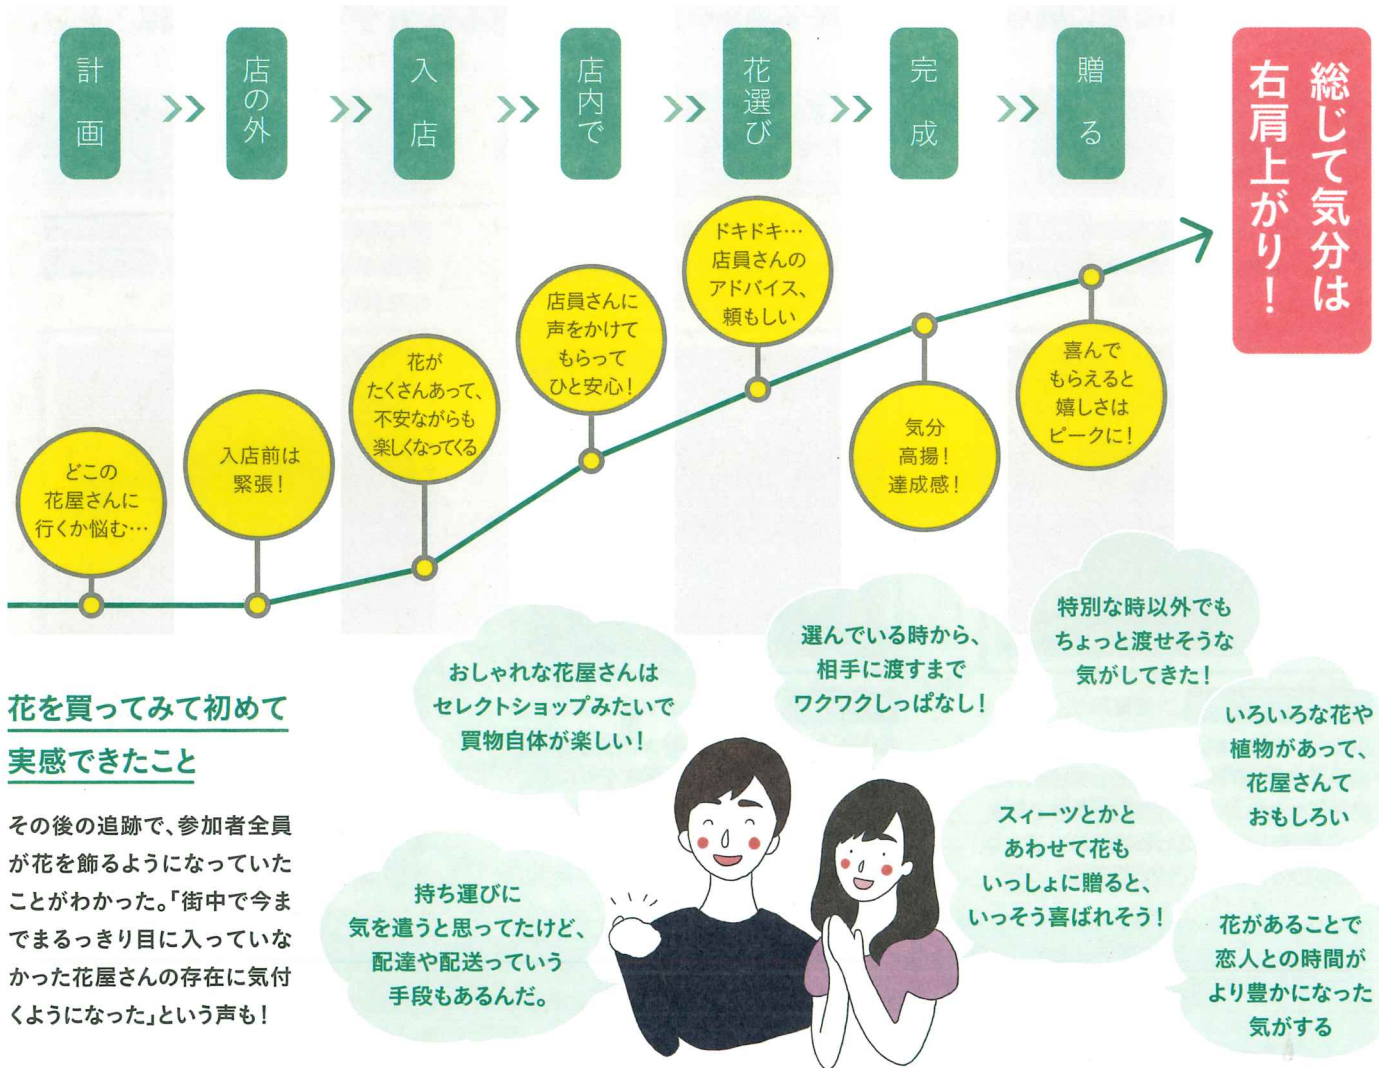 計画
店の外
入店
店内で
花選び
完成
贈る
総じて気分は
右肩上がり！
どこの
花屋さんに
行くか悩む…
入店前は
緊張！
花が
たくさんあって、
不安ながらも
楽しくなってくる
店員さんに
声をかけて
もらって
ひと安心！
ドキドキ…
店員さんの
アドバイス、
頼もしい
気分
高揚！
達成感！
喜んで
もらえると
嬉しさは
ピークに！
花を買ってみて初めて
実感できたこと
その後の追跡で、参加者全員
が花を飾るようになっていた
ことがわかった。「街中で今ま
でまるっきり目に入っていな
かった花屋さんの存在に気付
くようになった」という声も！
おしゃれな花屋さんは
セレクトショップみたいで
買物自体が楽しい！
選んでいる時から、
相手に渡すまで
ワクワクしっぱなし！
特別な時以外でも
ちょっと渡せそうな
気がしてきた！
いろいろな花や
植物があって、
花屋さんて
おもしろい
持ち運びに
気を遣うと思ってたけど、
配達や配送っていう
手段もあるんだ。
スィーツとかと
あわせて花も
いっしょに贈ると、
いっそう喜ばれそう！
花があることで
恋人との時間が
より豊かになった
気がする